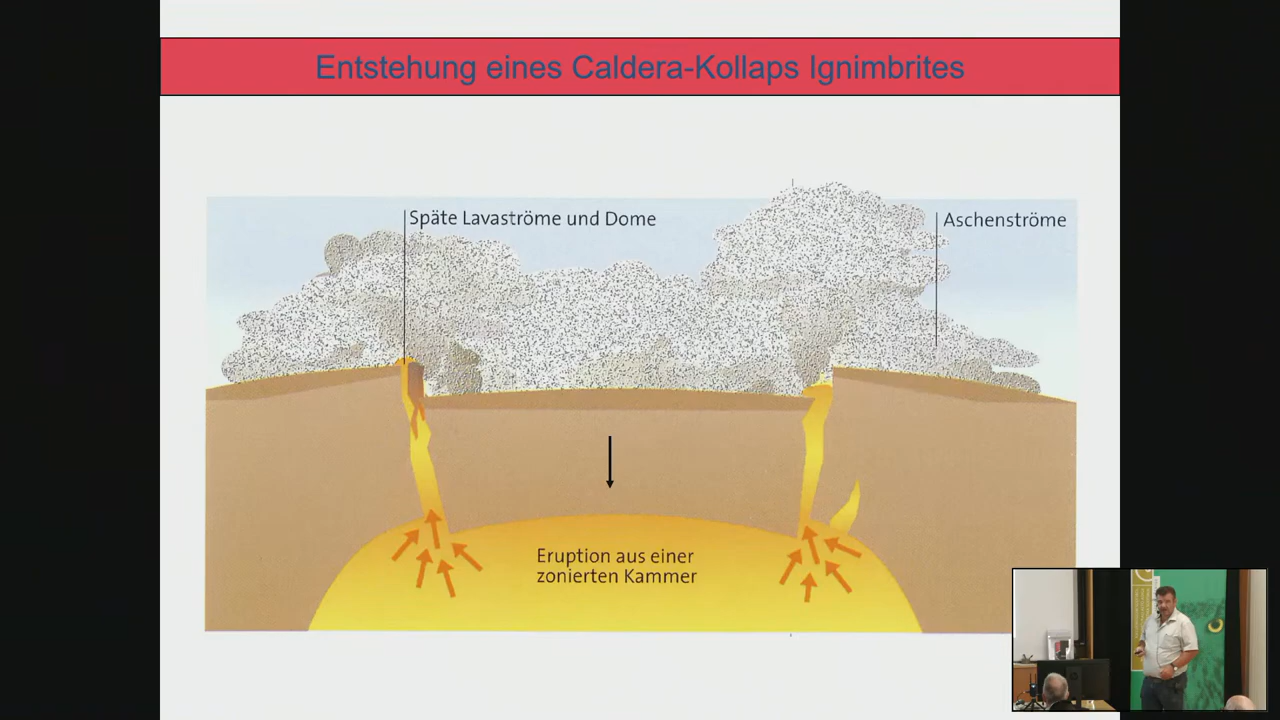 Entstehung eines Caldera-Kollaps Ignimbrites
Späte Lavaströme und Dome
Aschenströme
Eruption aus einer
zonierten Kammer